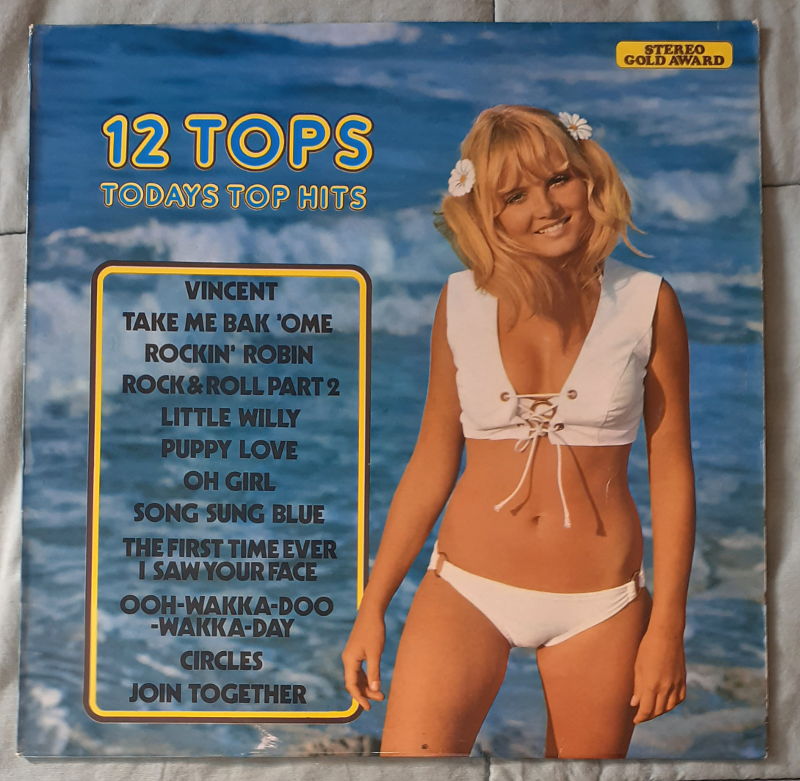 STEREO
GOLD AWARD
12 TOPS
TODAYS TOP HITS
VINCENT
TAKE ME BAK 'OME
ROCKIN' ROBIN
ROCK & ROLL PART 2
LITTLE WILLY
PUPPY LOVE
OH GIRL
SONG SUNG BLUE
THE FIRST TIME EVER
I SAW YOUR FACE
OOH-WAKKA-DOO
-WAKKA-DAY
CIRCLES
JOIN TOGETHER